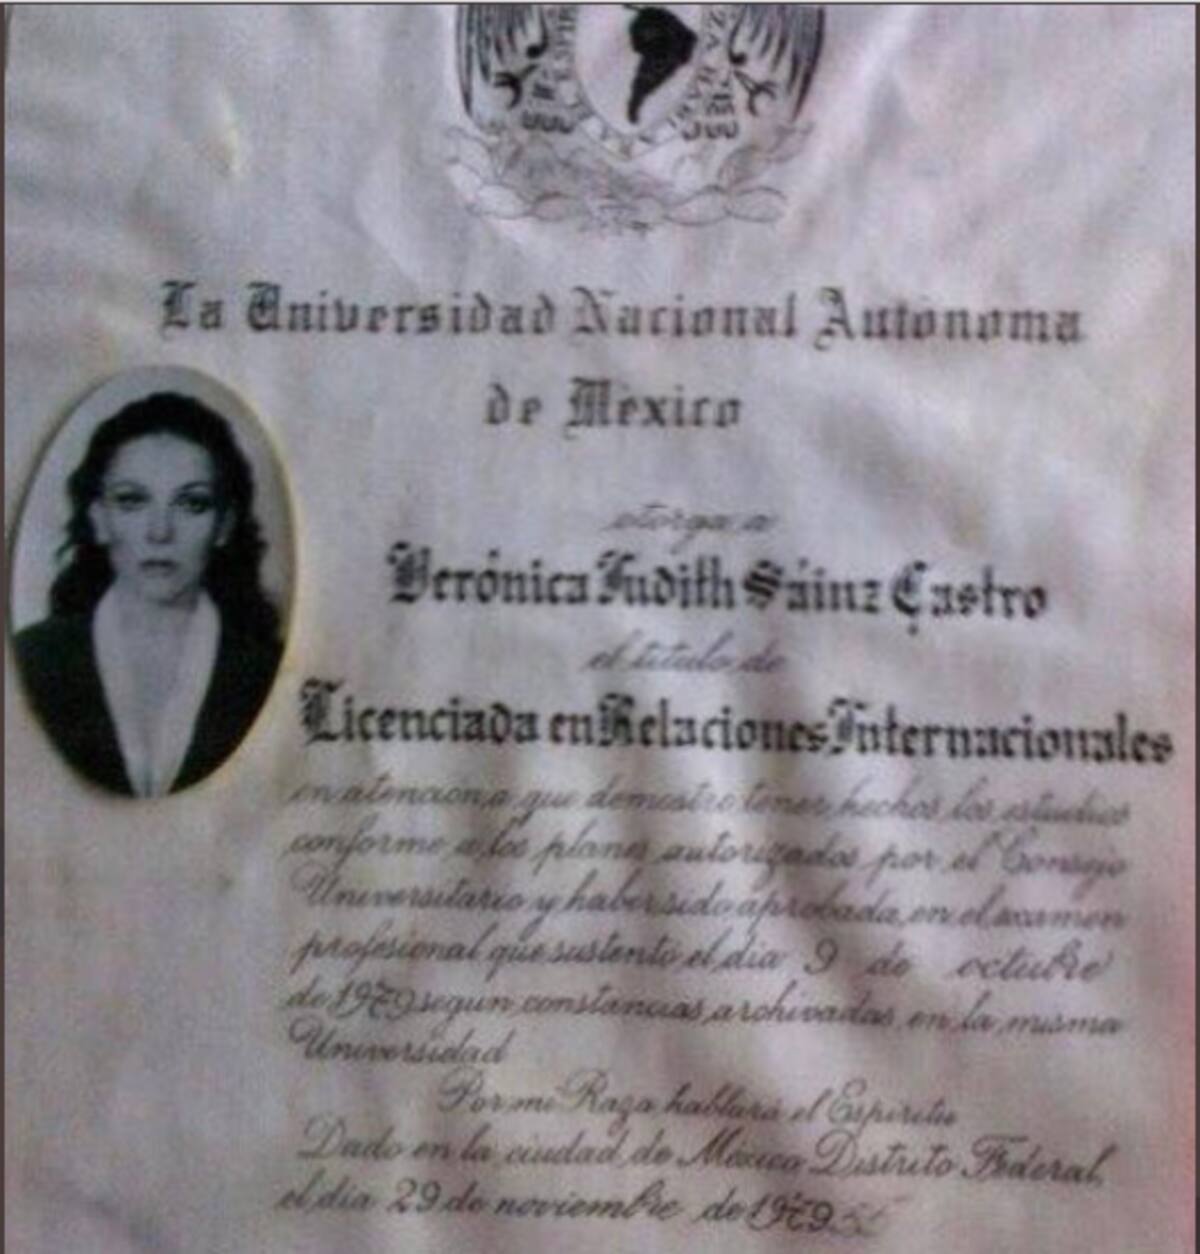 La Universidad Nacional Autónoma
de México
otorga a
Verónica Judith Sáinz Castro
el título de
Licenciada en Relaciones Internacionales
en atención a que demostró tener hechos los estudios
conforme a los planes autorizados por el Consejo
Universitario y haber sido aprobada en el examen
profesional que sustentó el día 9 de octubre
de 1979 según constancias archivadas en la misma
Universidad
Por mi Raza hablará el Espíritu
Dado en la ciudad de México Distrito Federal,
el día 29 de noviembre de 1979